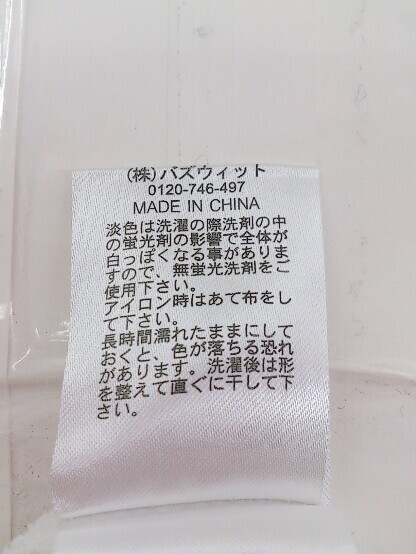 (株)バズウィット
0120-746-497
MADE IN CHINA
淡色は洗濯の際洗剤の中
の蛍光剤の影響で全体が
白っぽくなる事がありま
すので、無蛍光洗剤をご
使用下さい。
アイロン時はあて布をし
て下さい。
長時間濡れたままにして
おくと、色が落ちる恐れ
があります。洗濯後は形
を整えて直ぐに干して下
さい。